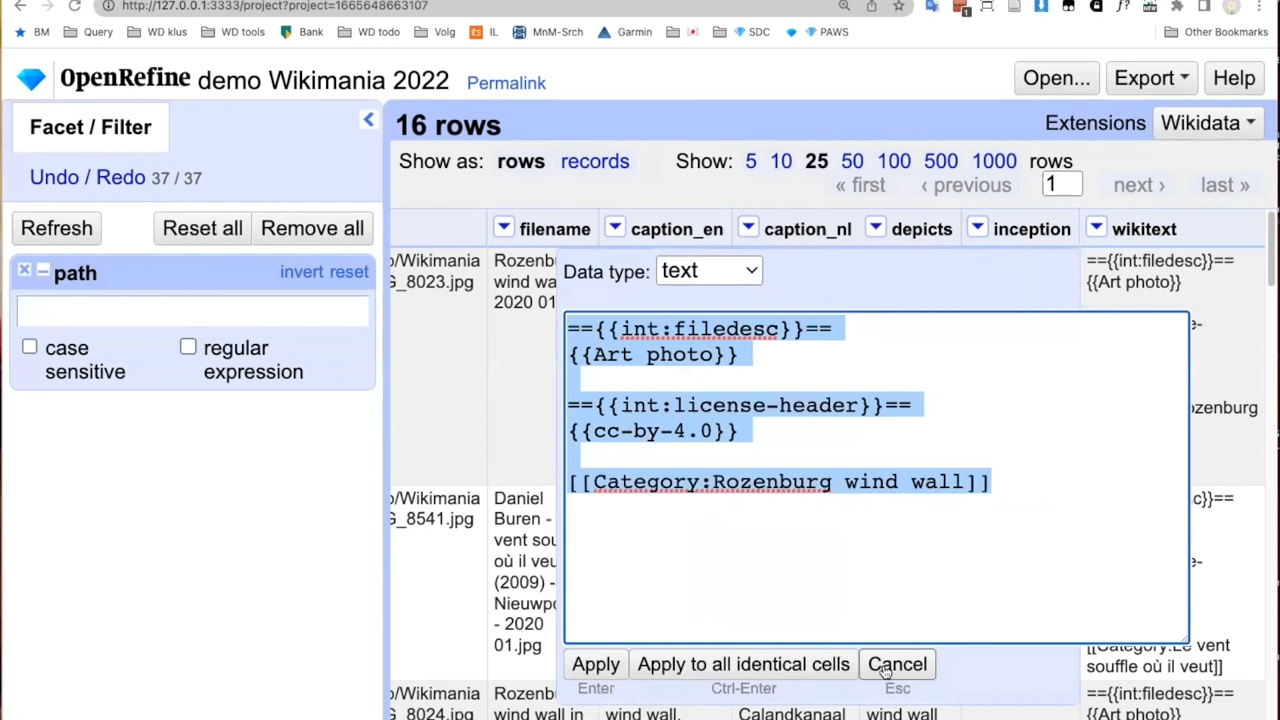 http://127.0.0.1:3333/project?project=1665648663107
BM Query WD klus WD tools Bank WD todo Volg IL MnM-Srch Garmin SDC PAWS Other Bookmarks
OpenRefine demo Wikimania 2022 Permalink Open... Export Help
Facet / Filter
Undo / Redo 37 / 37
Refresh Reset all Remove all
path invert reset
case sensitive
regular expression
16 rows Extensions Wikidata
Show as: rows records Show: 5 10 25 50 100 500 1000 rows
« first ‹ previous 1 next › last »
filename caption_en caption_nl depicts inception wikitext
o/Wikimania
G_8023.jpg
wind wa
2020 01
=={{int:filedesc}}==
{{Art photo}}
Data type: text
=={{int:filedesc}}==
{{Art photo}}
=={{int:license-header}}==
{{cc-by-4.0}}
[[Category:Rozenburg wind wall]]
ozenburg
o/Wikimania
G_8541.jpg
Daniel
Buren -
vent sou
où il veu
(2009) -
Nieuwpo
- 2020
01.jpg
c}}==
[[Category:Le vent
souffle où il veut]]
Apply Apply to all identical cells Cancel
Enter Ctrl-Enter Esc
o/Wikimania
G_8024.jpg
Rozenbu
wind wall in
wind wall.
Calandkanaal
wind wall
=={{int:filedesc}}==
{{Art photo}}